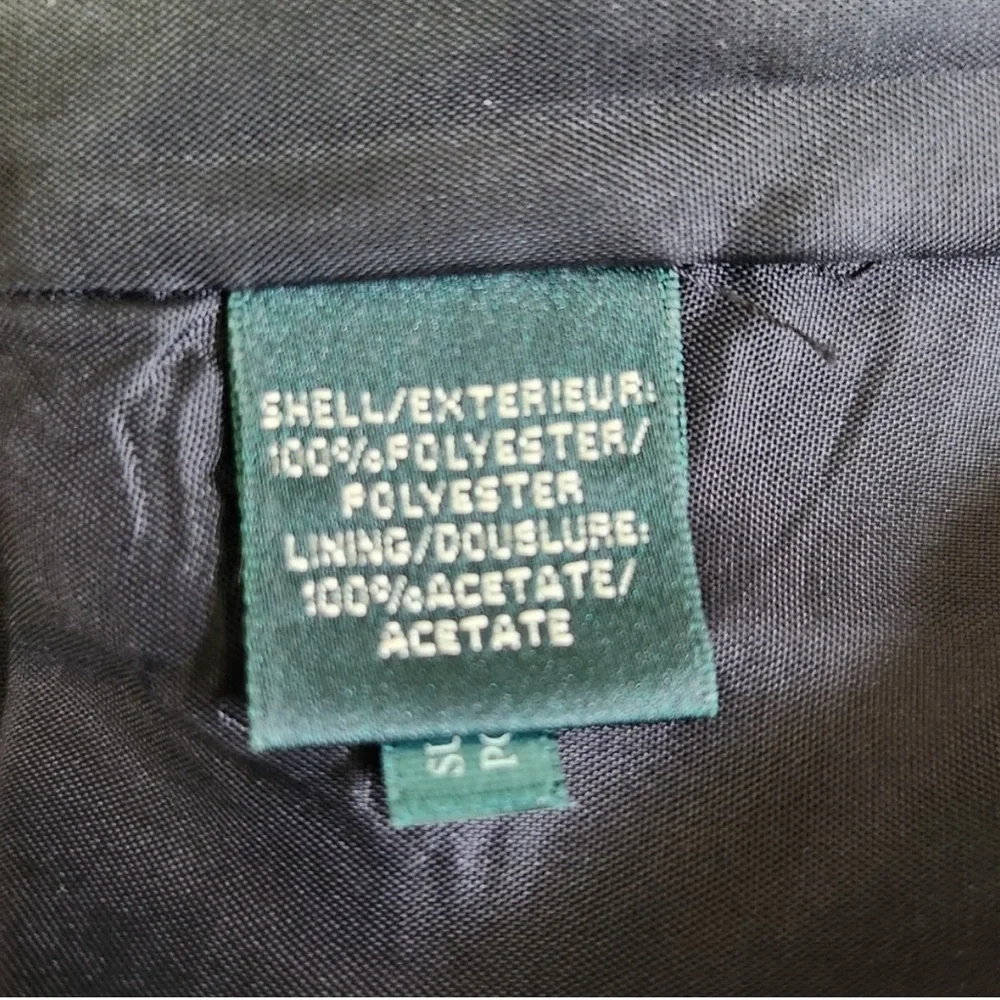 SHELL/EXTERIEUR:
100%POLYESTER/
POLYESTER
LINING/DOUBLURE:
100%ACETATE/
ACETATE